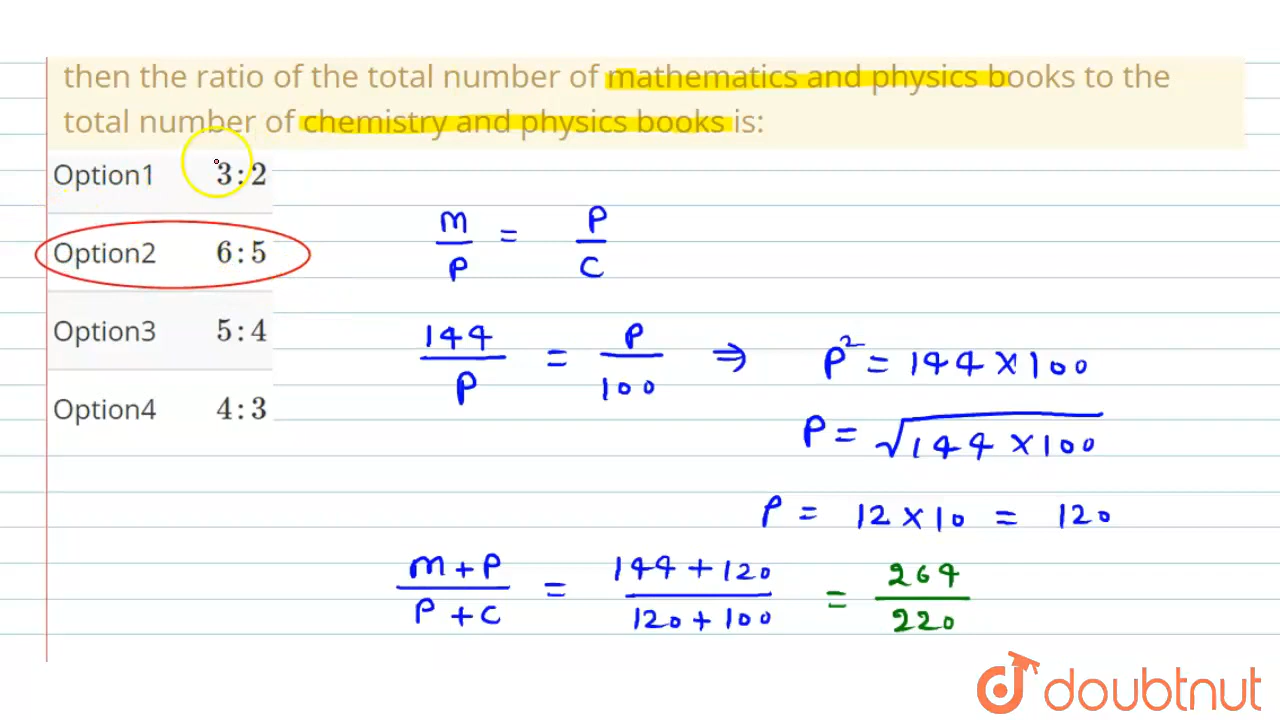 then the ratio of the total number of mathematics and physics books to the
total number of chemistry and physics books is:
Option1 3:2
Option2 6:5
Option3 5:4
Option4 4:3
m/P = P/C
144/P = P/100 ⇒ P² = 144 × 100
P = √144 × 100
P = 12 × 10 = 120
m + P/P + C = 144 + 120/120 + 100 = 264/220
doubtnut